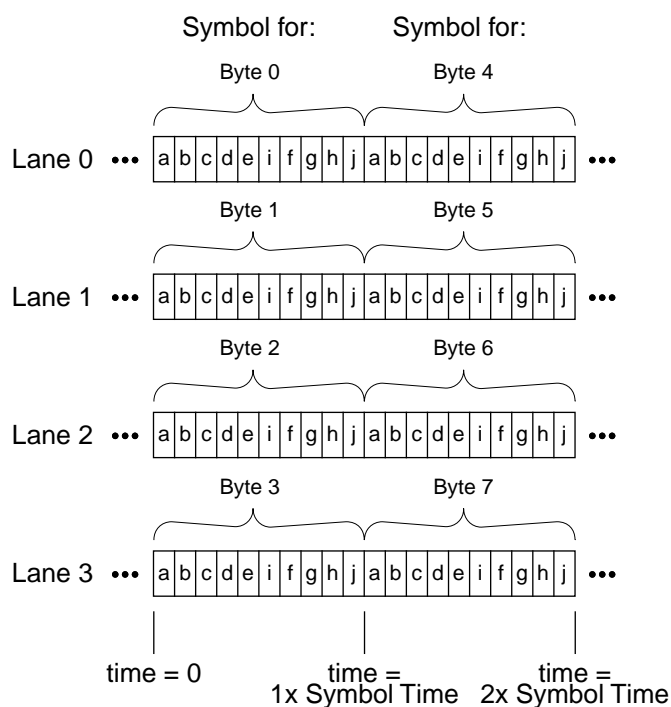 Symbol for: Symbol for:
Byte 0 Byte 4
Lane 0 ••• a b c d e i f g h j a b c d e i f g h j •••
Byte 1 Byte 5
Lane 1 ••• a b c d e i f g h j a b c d e i f g h j •••
Byte 2 Byte 6
Lane 2 ••• a b c d e i f g h j a b c d e i f g h j •••
Byte 3 Byte 7
Lane 3 ••• a b c d e i f g h j a b c d e i f g h j •••
time = 0 time = time =
1x Symbol Time 2x Symbol Time